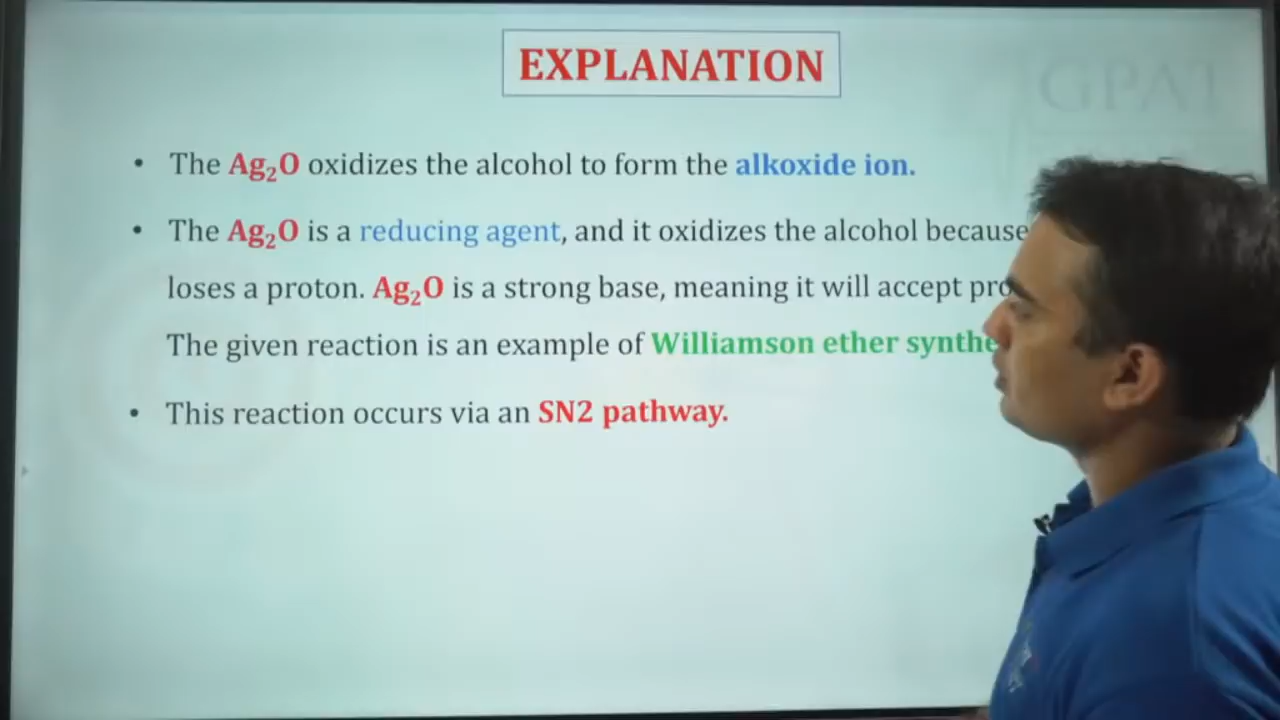 GPAT
EXPLANATION
• The Ag₂O oxidizes the alcohol to form the alkoxide ion.
• The Ag₂O is a reducing agent, and it oxidizes the alcohol because
loses a proton. Ag₂O is a strong base, meaning it will accept
The given reaction is an example of Williamson ether
• This reaction occurs via an SN2 pathway.